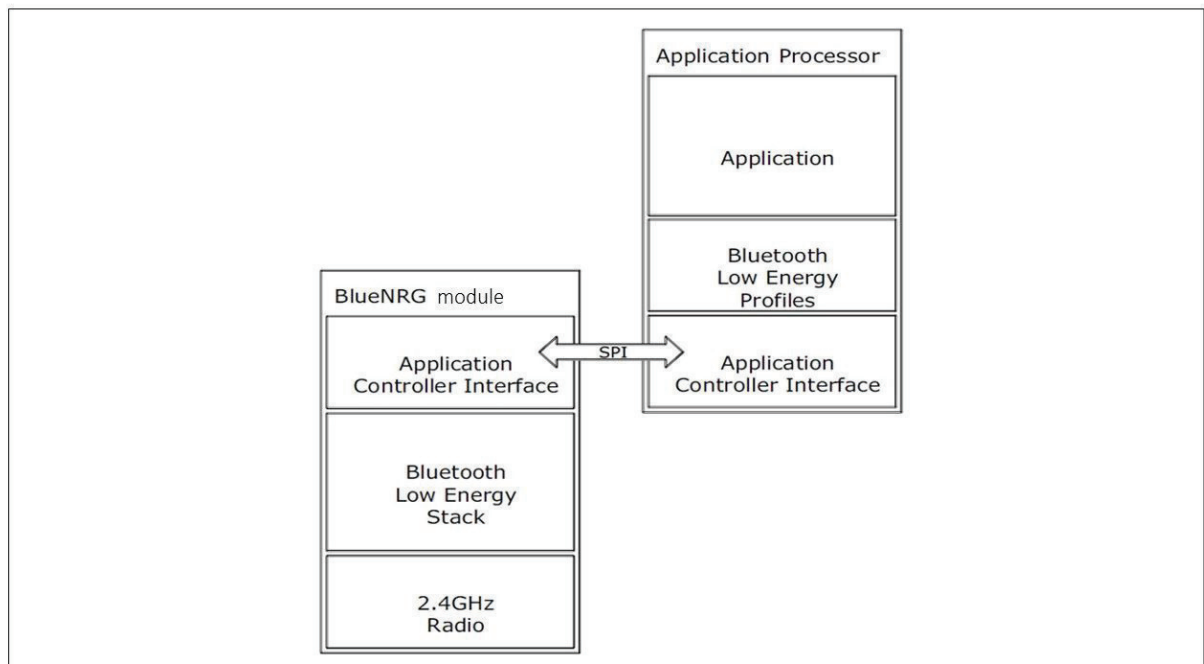 Application Processor
Application
Bluetooth
Low Energy
Profiles
BlueNRG module
SPI
Application
Controller Interface
Application
Controller Interface
Bluetooth
Low Energy
Stack
2.4GHz
Radio